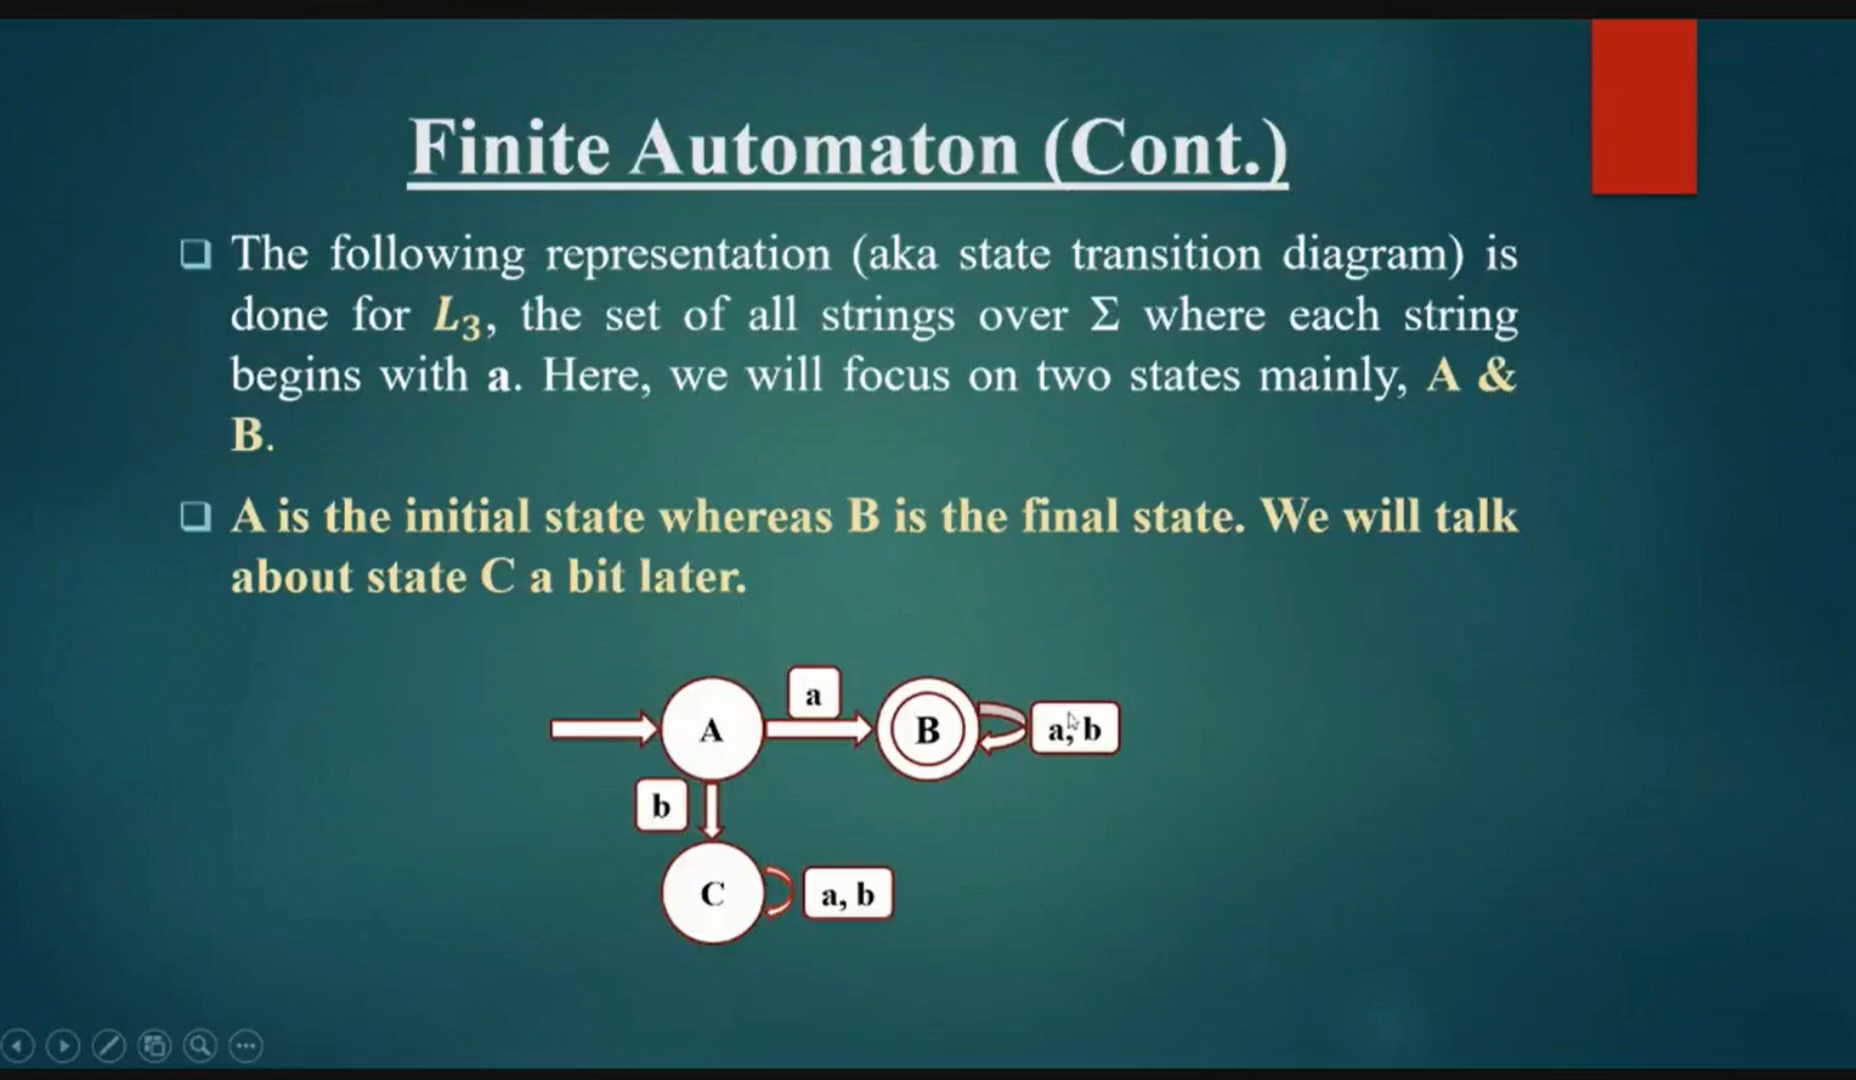 Finite Automaton (Cont.)
❑ The following representation (aka state transition diagram) is
done for L₃, the set of all strings over Σ where each string
begins with a. Here, we will focus on two states mainly, A &
B.
❑ A is the initial state whereas B is the final state. We will talk
about state C a bit later.
a
A
B
a, b
b
C
a, b